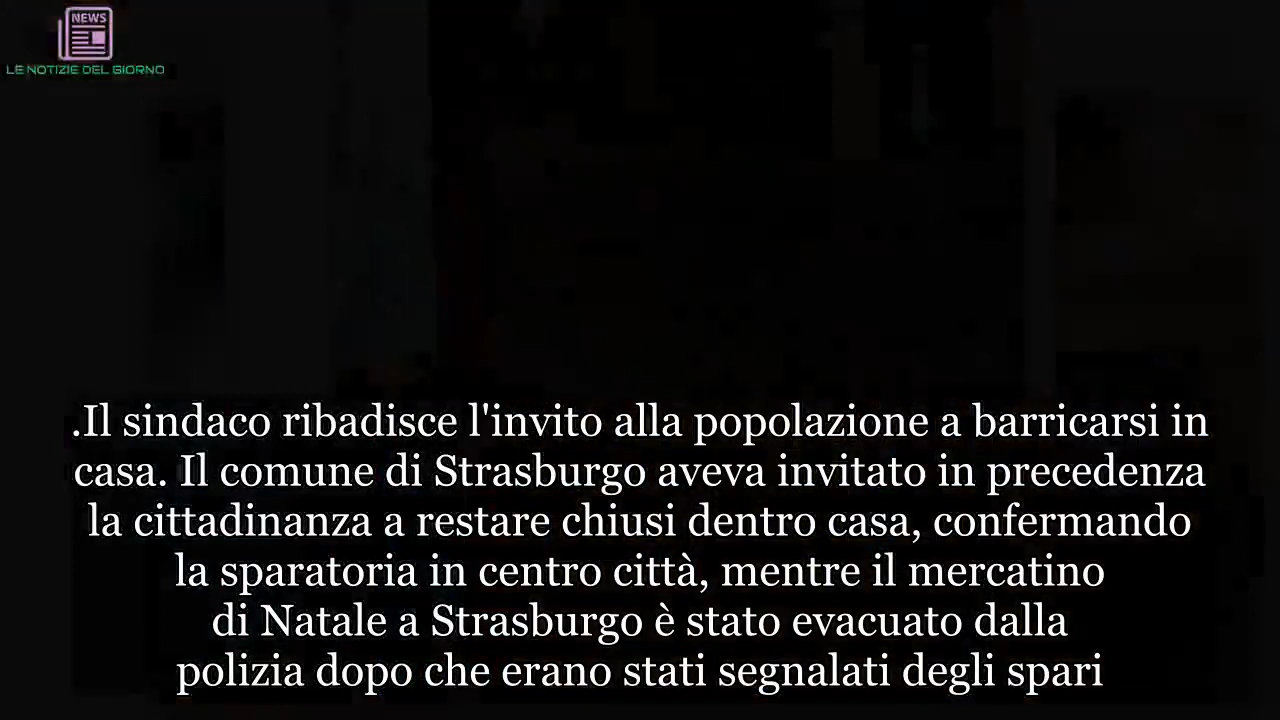 NEWS
LE NOTIZIE DEL GIORNO
.Il sindaco ribadisce l'invito alla popolazione a barricarsi in
casa. Il comune di Strasburgo aveva invitato in precedenza
la cittadinanza a restare chiusi dentro casa, confermando
la sparatoria in centro città, mentre il mercatino
di Natale a Strasburgo è stato evacuato dalla
polizia dopo che erano stati segnalati degli spari